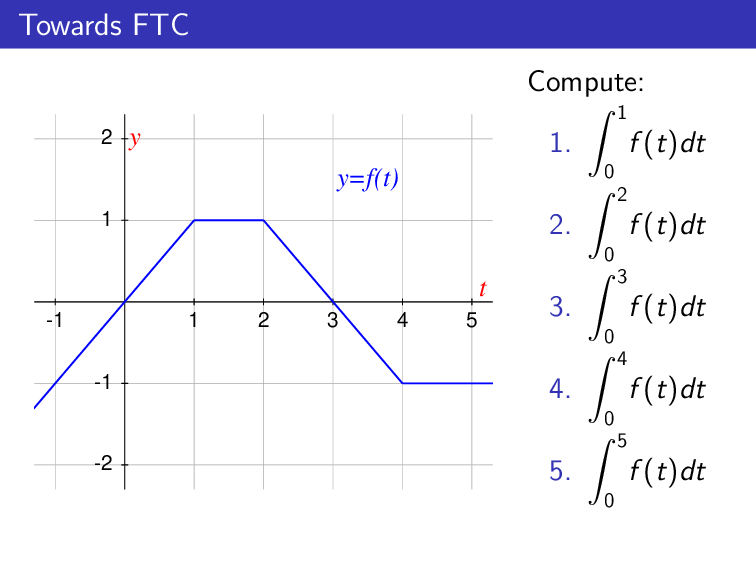 Towards FTC
Compute:
1. ∫₀¹ f(t)dt
2. ∫₀² f(t)dt
3. ∫₀³ f(t)dt
4. ∫₀⁴ f(t)dt
5. ∫₀⁵ f(t)dt
2 y
y=f(t)
1
t
-1 1 2 3 4 5
-1
-2